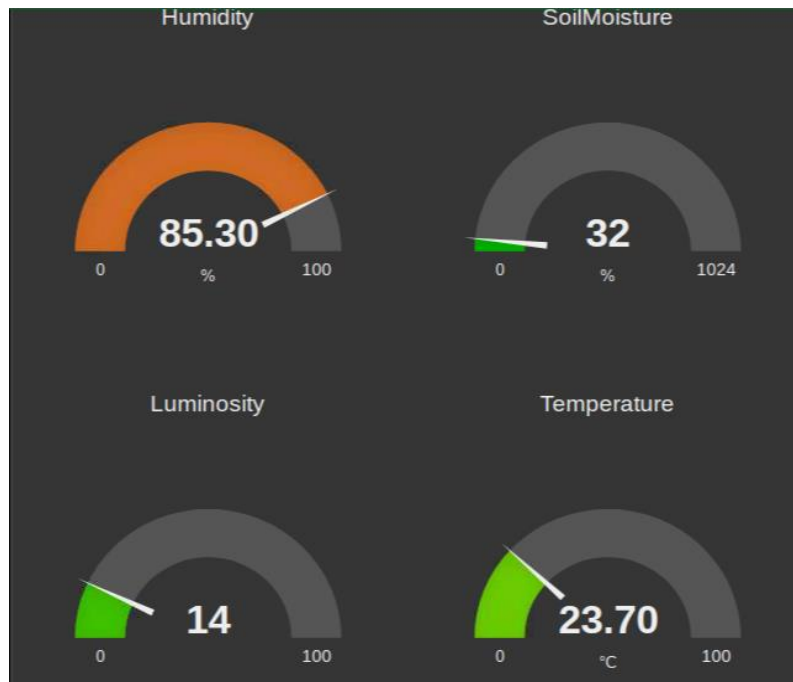 Humidity
SoilMoisture
85.30
0
100
%
32
0
1024
%
Luminosity
Temperature
14
0
100
23.70
0
100
°C